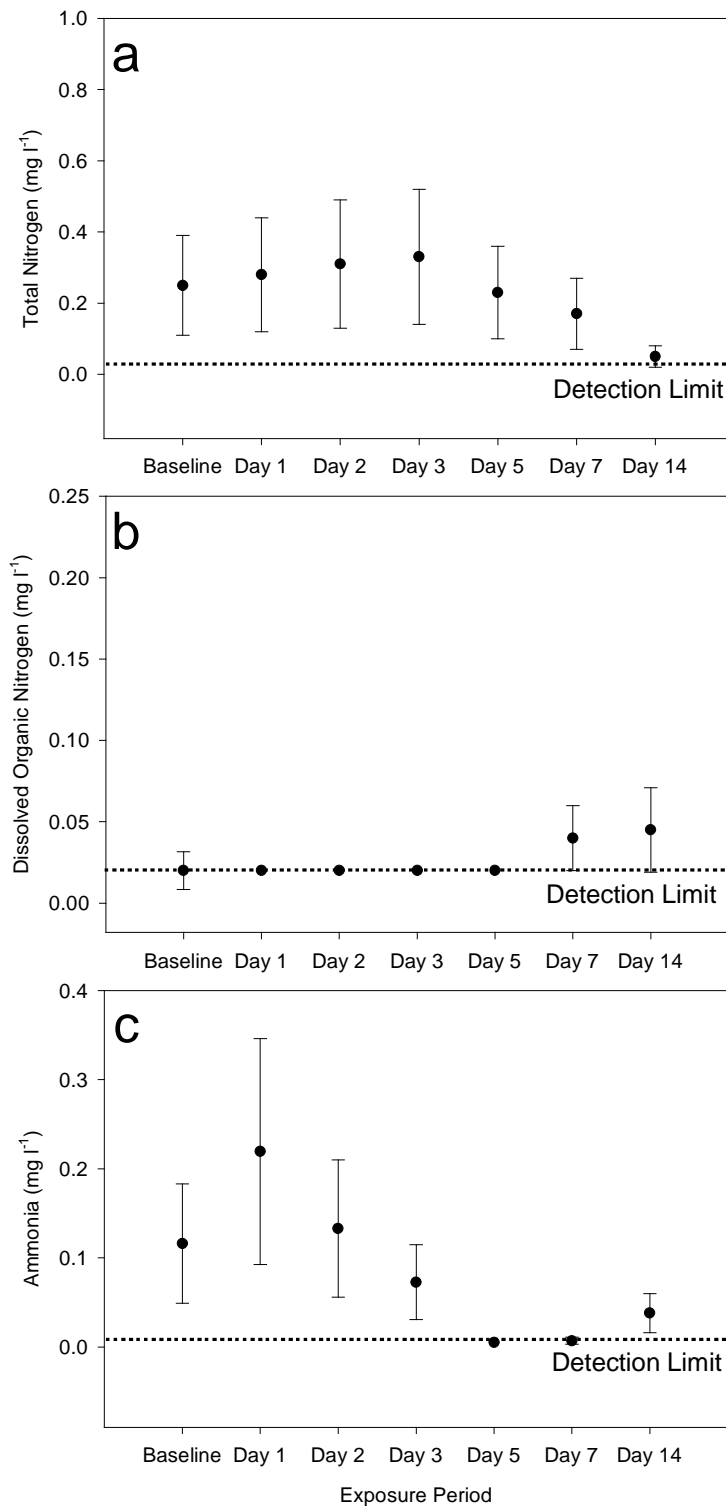 a
Total Nitrogen (mg l⁻¹)
1.0
0.8
0.6
0.4
0.2
0.0
Detection Limit
Baseline Day 1 Day 2 Day 3 Day 5 Day 7 Day 14
b
Dissolved Organic Nitrogen (mg l⁻¹)
0.25
0.20
0.15
0.10
0.05
0.00
Detection Limit
Baseline Day 1 Day 2 Day 3 Day 5 Day 7 Day 14
c
Ammonia (mg l⁻¹)
0.4
0.3
0.2
0.1
0.0
Detection Limit
Baseline Day 1 Day 2 Day 3 Day 5 Day 7 Day 14
Exposure Period